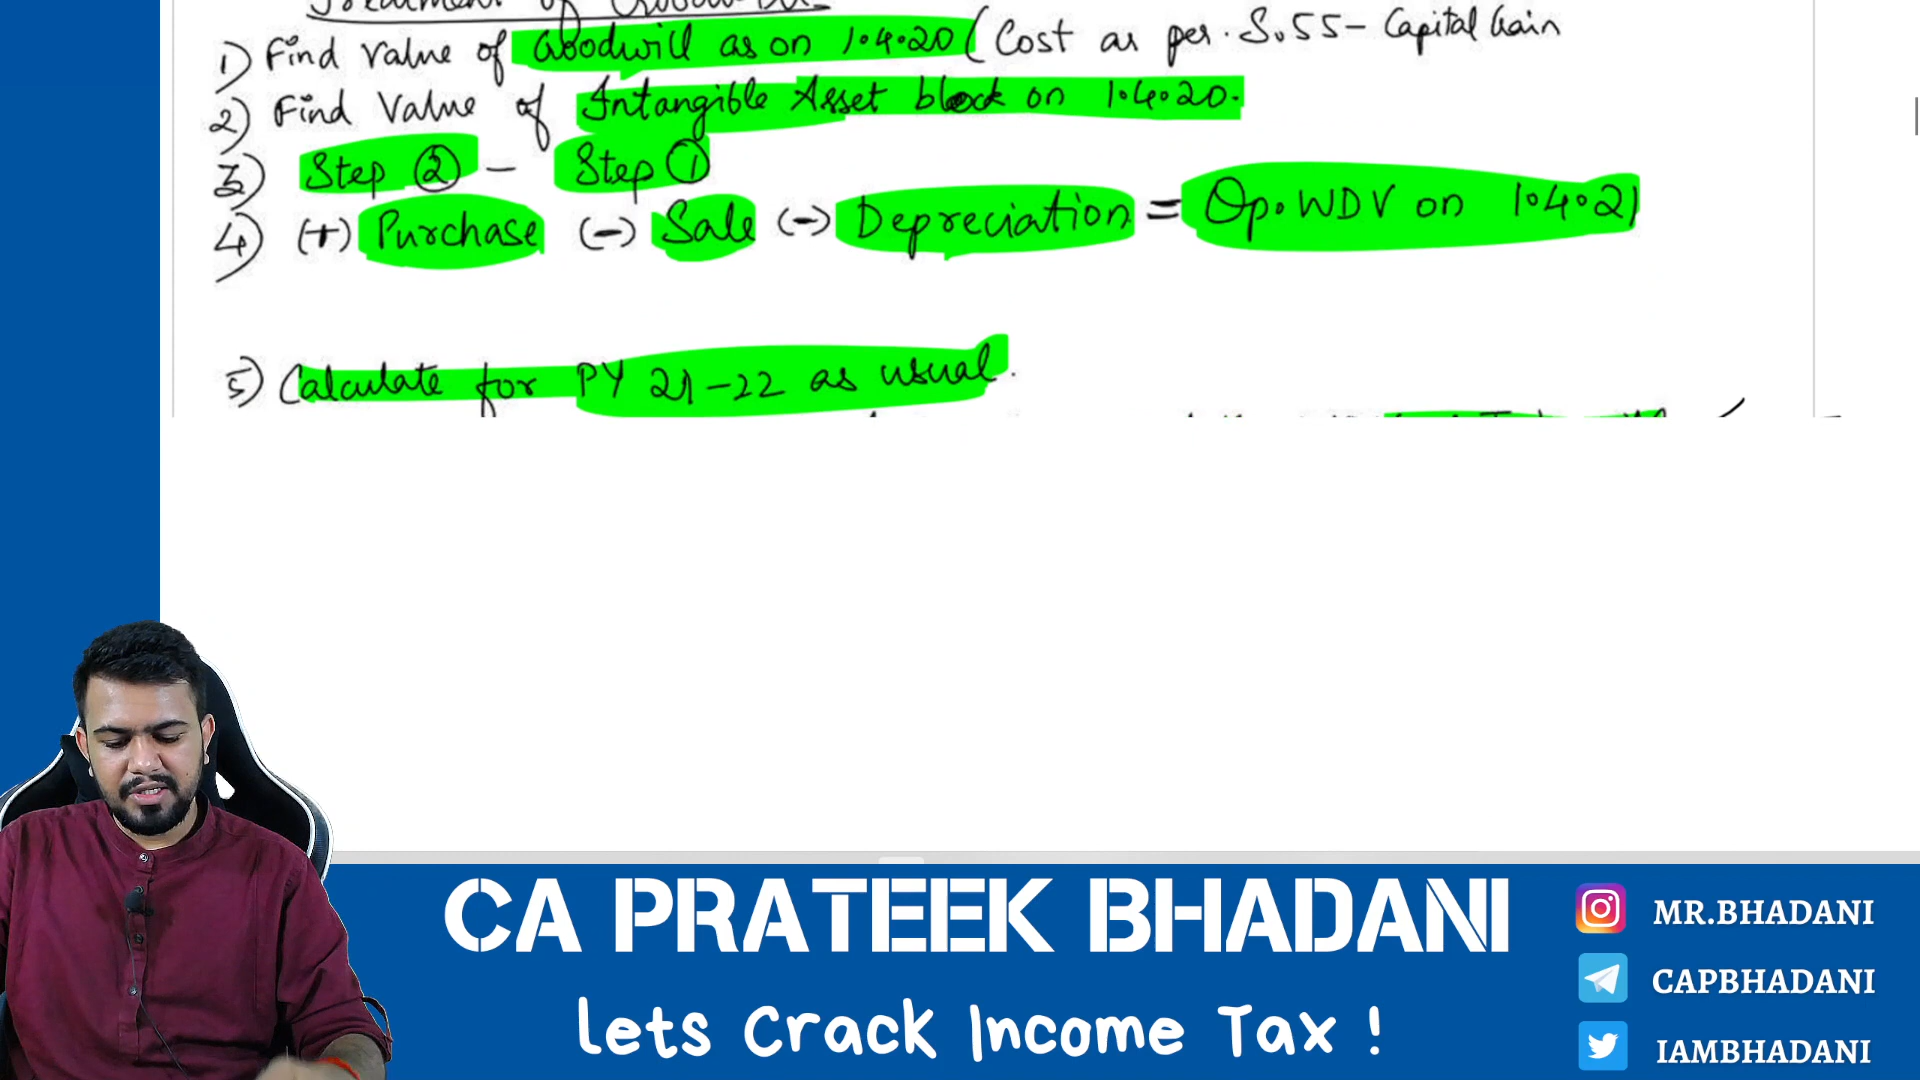 Treatment of Goodwill
1) Find Value of Goodwill as on 1.4.20 (Cost as per S.55 - Capital Gain
2) Find Value of Intangible Asset block on 1.4.20.
3) Step ② - Step ①
4) (+) Purchase (-) Sale (-) Depreciation = Op. WDV on 1.4.21
5) Calculate for PY 21-22 as usual.
CA PRATEEK BHADANI
Lets Crack Income Tax !
MR.BHADANI
CAPBHADANI
IAMBHADANI